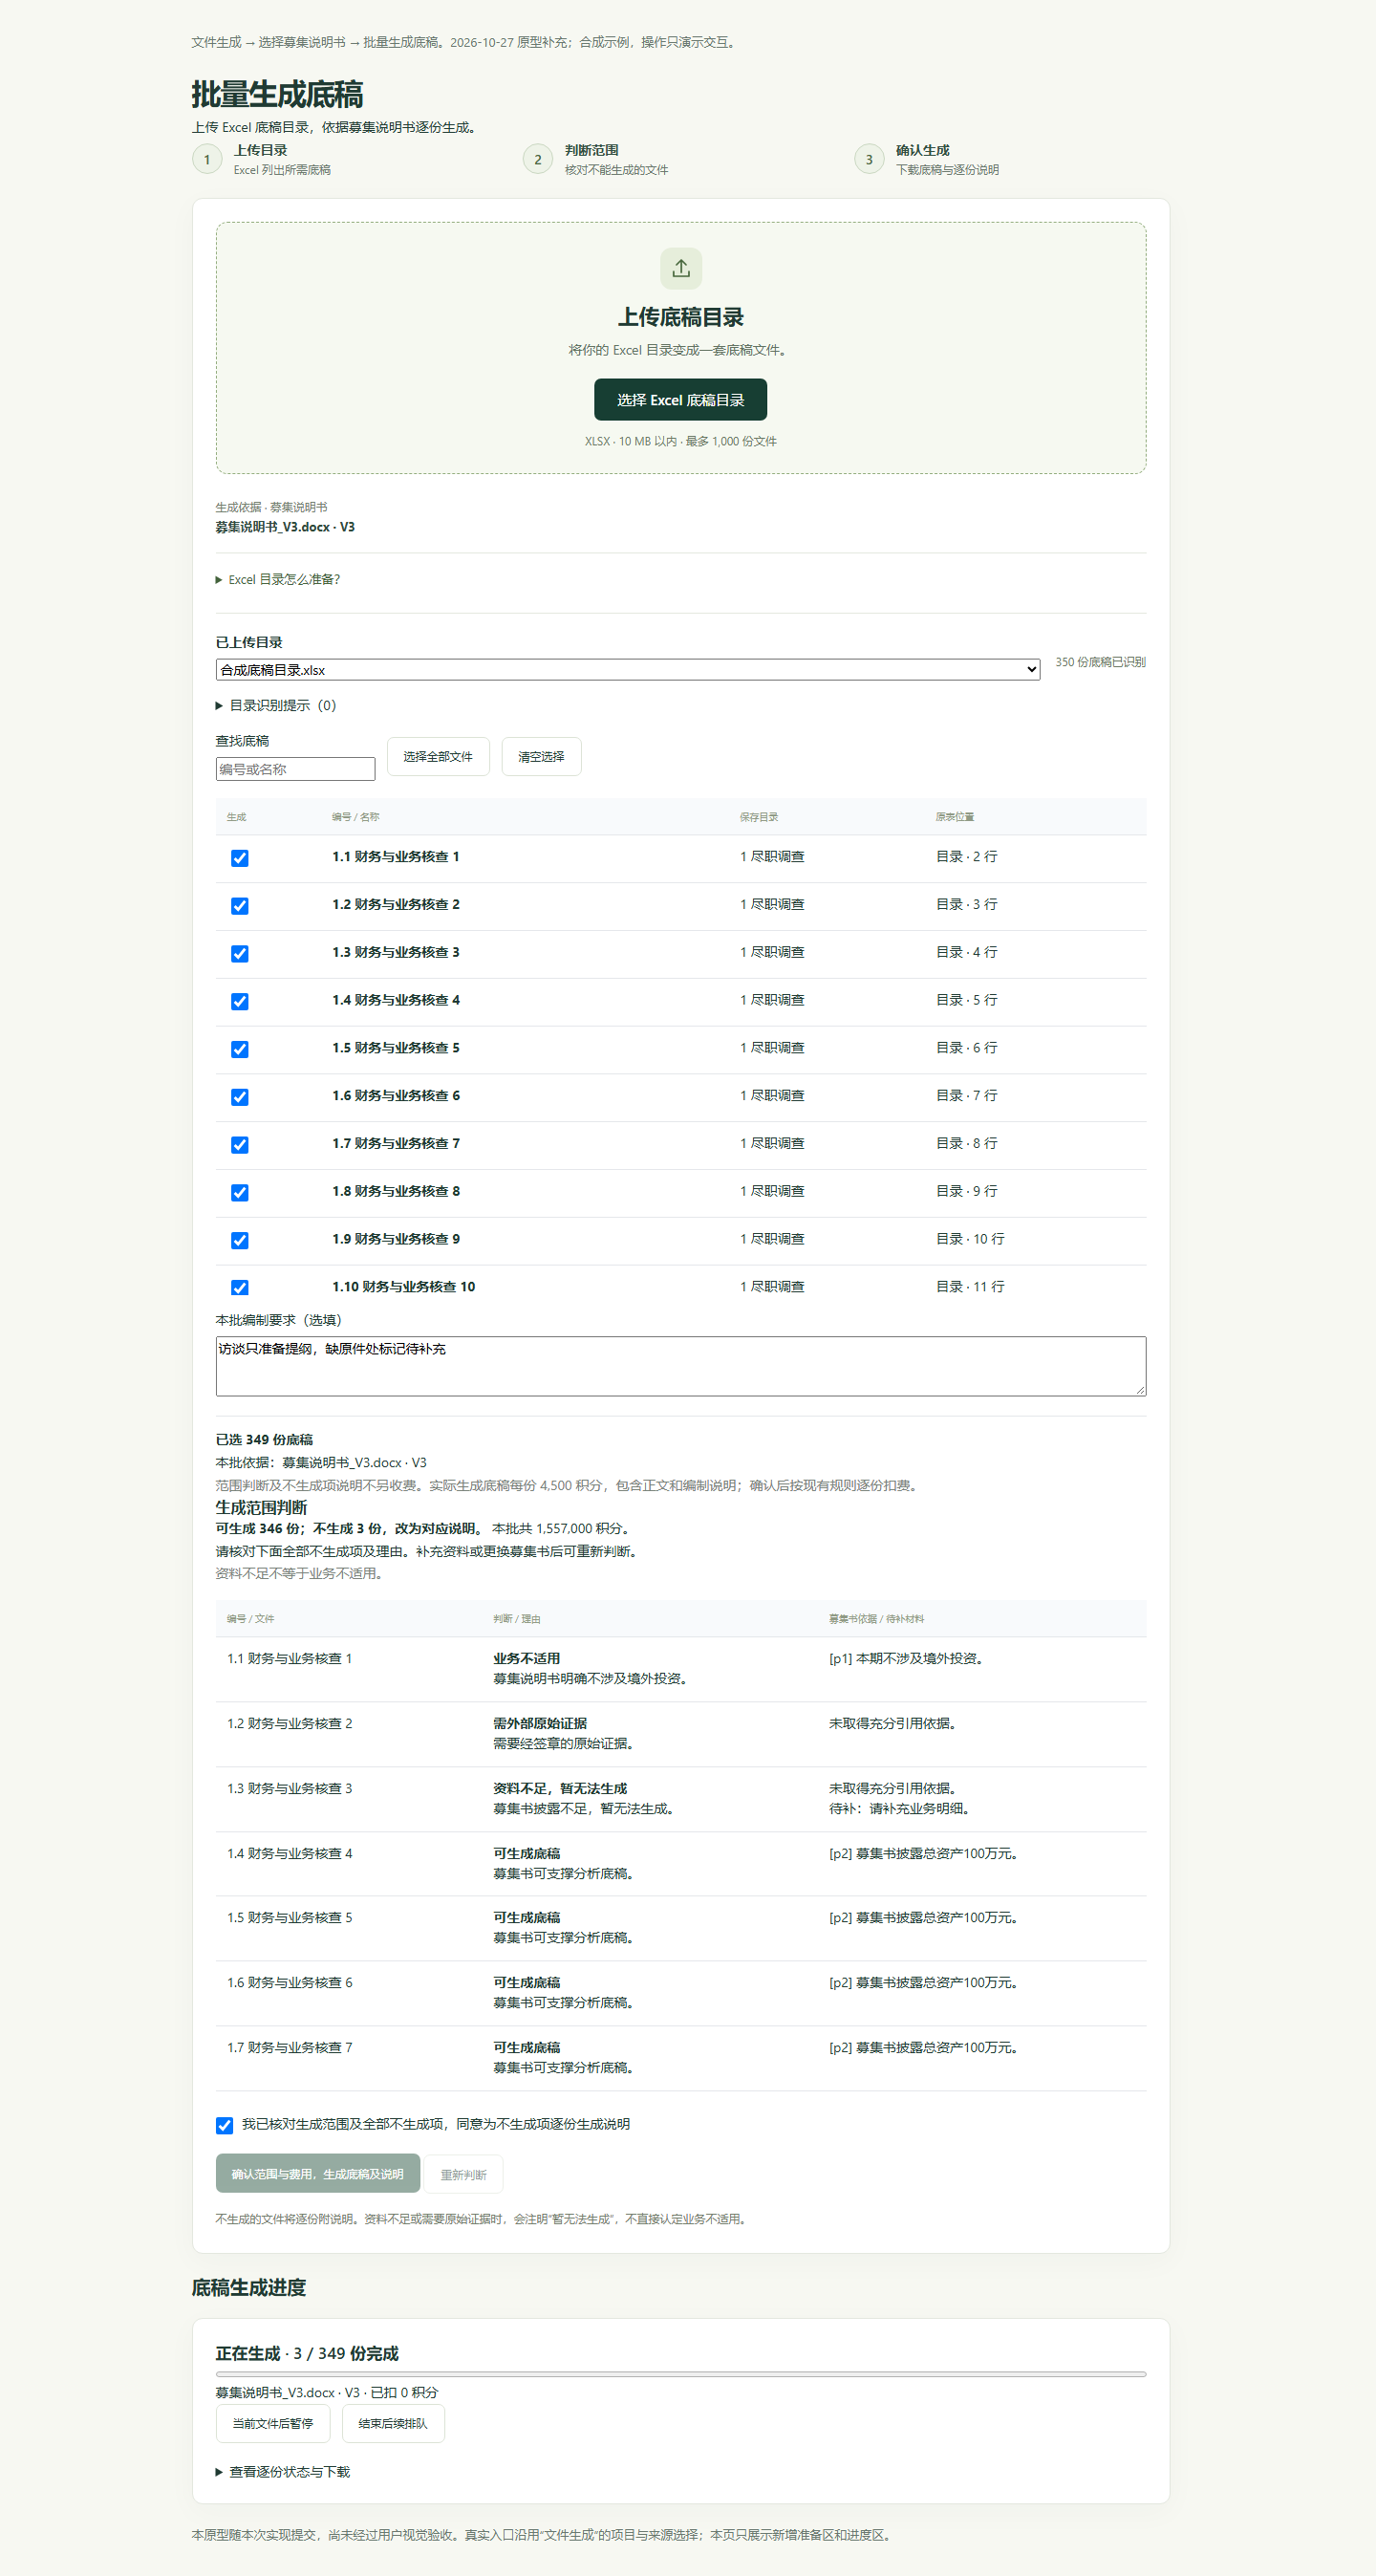 文件生成 → 选择募集说明书 → 批量生成底稿。2026-10-27 原型补充；合成示例，操作只演示交互。
批量生成底稿
上传 Excel 底稿目录，依据募集说明书逐份生成。
1 上传目录
Excel 列出所需底稿
2 判断范围
核对不能生成的文件
3 确认生成
下载底稿与逐份说明
上传底稿目录
将你的 Excel 目录变成一套底稿文件。
选择 Excel 底稿目录
XLSX · 10 MB 以内 · 最多 1,000 份文件
生成依据 · 募集说明书
募集说明书_V3.docx · V3
▶ Excel 目录怎么准备？
已上传目录
合成底稿目录.xlsx 350 份底稿已识别
▶ 目录识别提示（0）
查找底稿
编号或名称 选择全部文件 清空选择
生成 编号 / 名称 保存目录 原表位置
1.1 财务与业务核查 1 1 尽职调查 目录 · 2 行
1.2 财务与业务核查 2 1 尽职调查 目录 · 3 行
1.3 财务与业务核查 3 1 尽职调查 目录 · 4 行
1.4 财务与业务核查 4 1 尽职调查 目录 · 5 行
1.5 财务与业务核查 5 1 尽职调查 目录 · 6 行
1.6 财务与业务核查 6 1 尽职调查 目录 · 7 行
1.7 财务与业务核查 7 1 尽职调查 目录 · 8 行
1.8 财务与业务核查 8 1 尽职调查 目录 · 9 行
1.9 财务与业务核查 9 1 尽职调查 目录 · 10 行
1.10 财务与业务核查 10 1 尽职调查 目录 · 11 行
本批编制要求（选填）
访谈只准备提纲，缺原件处标记待补充
已选 349 份底稿
本批依据：募集说明书_V3.docx · V3
范围判断及不生成项说明不另收费。实际生成底稿每份 4,500 积分，包含正文和编制说明；确认后按现有规则逐份扣费。
生成范围判断
可生成 346 份；不生成 3 份，改为对应说明。 本批共 1,557,000 积分。
请核对下面全部不生成项及理由。补充资料或更换募集书后可重新判断。
资料不足不等于业务不适用。
编号 / 文件 判断 / 理由 募集书依据 / 待补材料
1.1 财务与业务核查 1 业务不适用 [p1] 本期不涉及境外投资。
募集说明书明确不涉及境外投资。
1.2 财务与业务核查 2 需外部原始证据 未取得充分引用依据。
需要经签章的原始证据。
1.3 财务与业务核查 3 资料不足，暂无法生成 未取得充分引用依据。
募集书披露不足，暂无法生成。 待补：请补充业务明细。
1.4 财务与业务核查 4 可生成底稿 [p2] 募集书披露总资产100万元。
募集书可支撑分析底稿。
1.5 财务与业务核查 5 可生成底稿 [p2] 募集书披露总资产100万元。
募集书可支撑分析底稿。
1.6 财务与业务核查 6 可生成底稿 [p2] 募集书披露总资产100万元。
募集书可支撑分析底稿。
1.7 财务与业务核查 7 可生成底稿 [p2] 募集书披露总资产100万元。
募集书可支撑分析底稿。
我已核对生成范围及全部不生成项，同意为不生成项逐份生成说明
确认范围与费用，生成底稿及说明 重新判断
不生成的文件将逐份附说明。资料不足或需要原始证据时，会注明“暂无法生成”，不直接认定业务不适用。
底稿生成进度
正在生成 · 3 / 349 份完成
募集说明书_V3.docx · V3 · 已扣 0 积分
当前文件后暂停 结束后续排队
▶ 查看逐份状态与下载
本原型随本次实现提交，尚未经过用户视觉验收。真实入口沿用“文件生成”的项目与来源选择；本页只展示新增准备区和进度区。